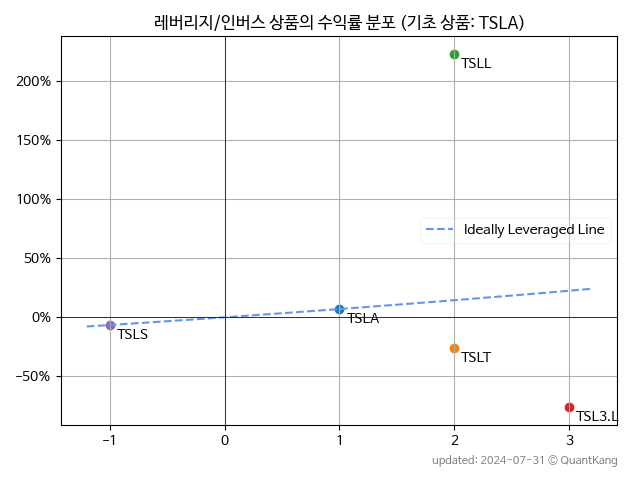 레버리지/인버스 상품의 수익률 분포 (기초 상품: TSLA)
200%
150%
100%
50%
0%
−50%
TSLL
Ideally Leveraged Line
TSLA
TSLS
TSLT
TSL3.L
−1 0 1 2 3
updated: 2024-07-31 © QuantKang